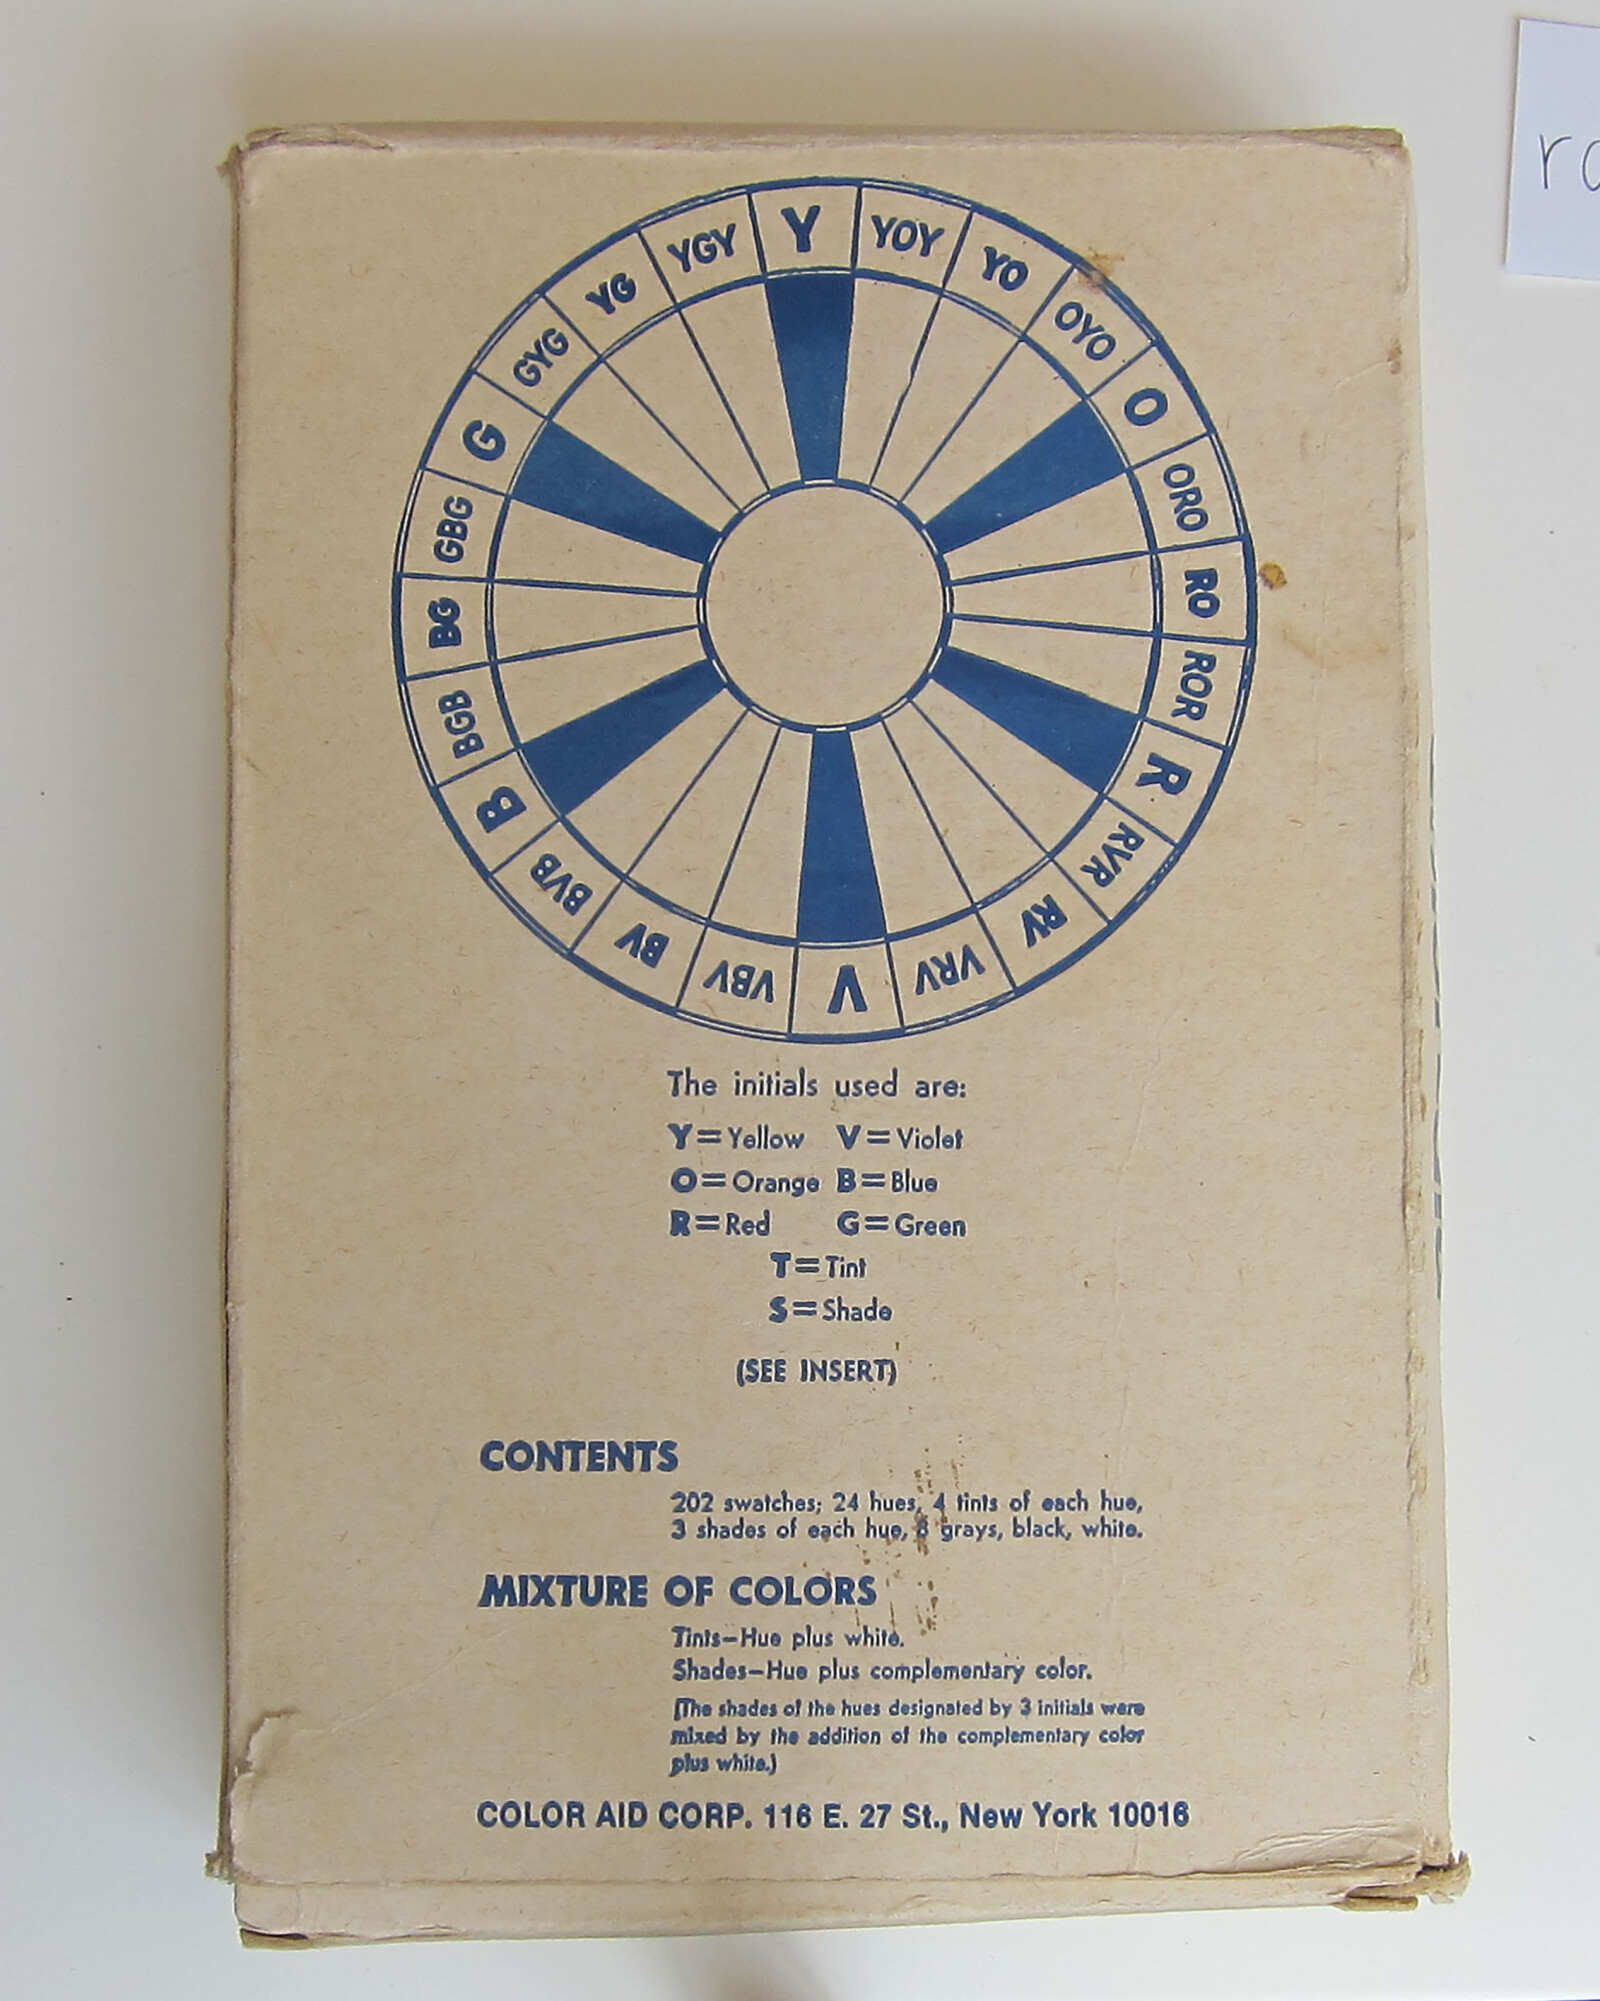 Y
YOY
YO
OYO
O
ORO
RO
ROR
R
RVR
RV
VRV
V
VBV
BV
BVB
B
BGB
BG
GBG
G
GYG
YG
YGY
The initials used are:
Y=Yellow V=Violet
O=Orange B=Blue
R=Red G=Green
T=Tint
S=Shade
(SEE INSERT)
CONTENTS
202 swatches; 24 hues, 4 tints of each hue,
3 shades of each hue, 8 grays, black, white.
MIXTURE OF COLORS
Tints—Hue plus white.
Shades—Hue plus complementary color.
(The shades of the hues designated by 3 initials were
mixed by the addition of the complementary color
plus white.)
COLOR AID CORP. 116 E. 27 St., New York 10016